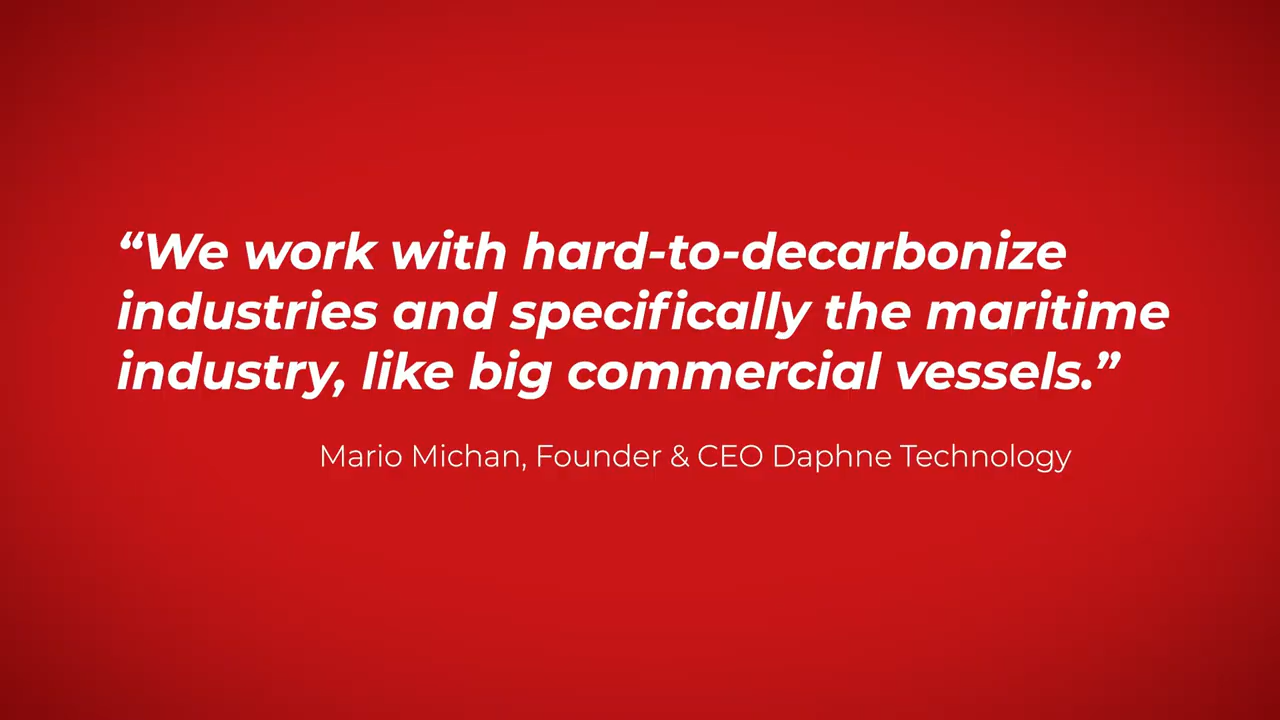 “We work with hard-to-decarbonize
industries and specifically the maritime
industry, like big commercial vessels.”
Mario Michan, Founder & CEO Daphne Technology